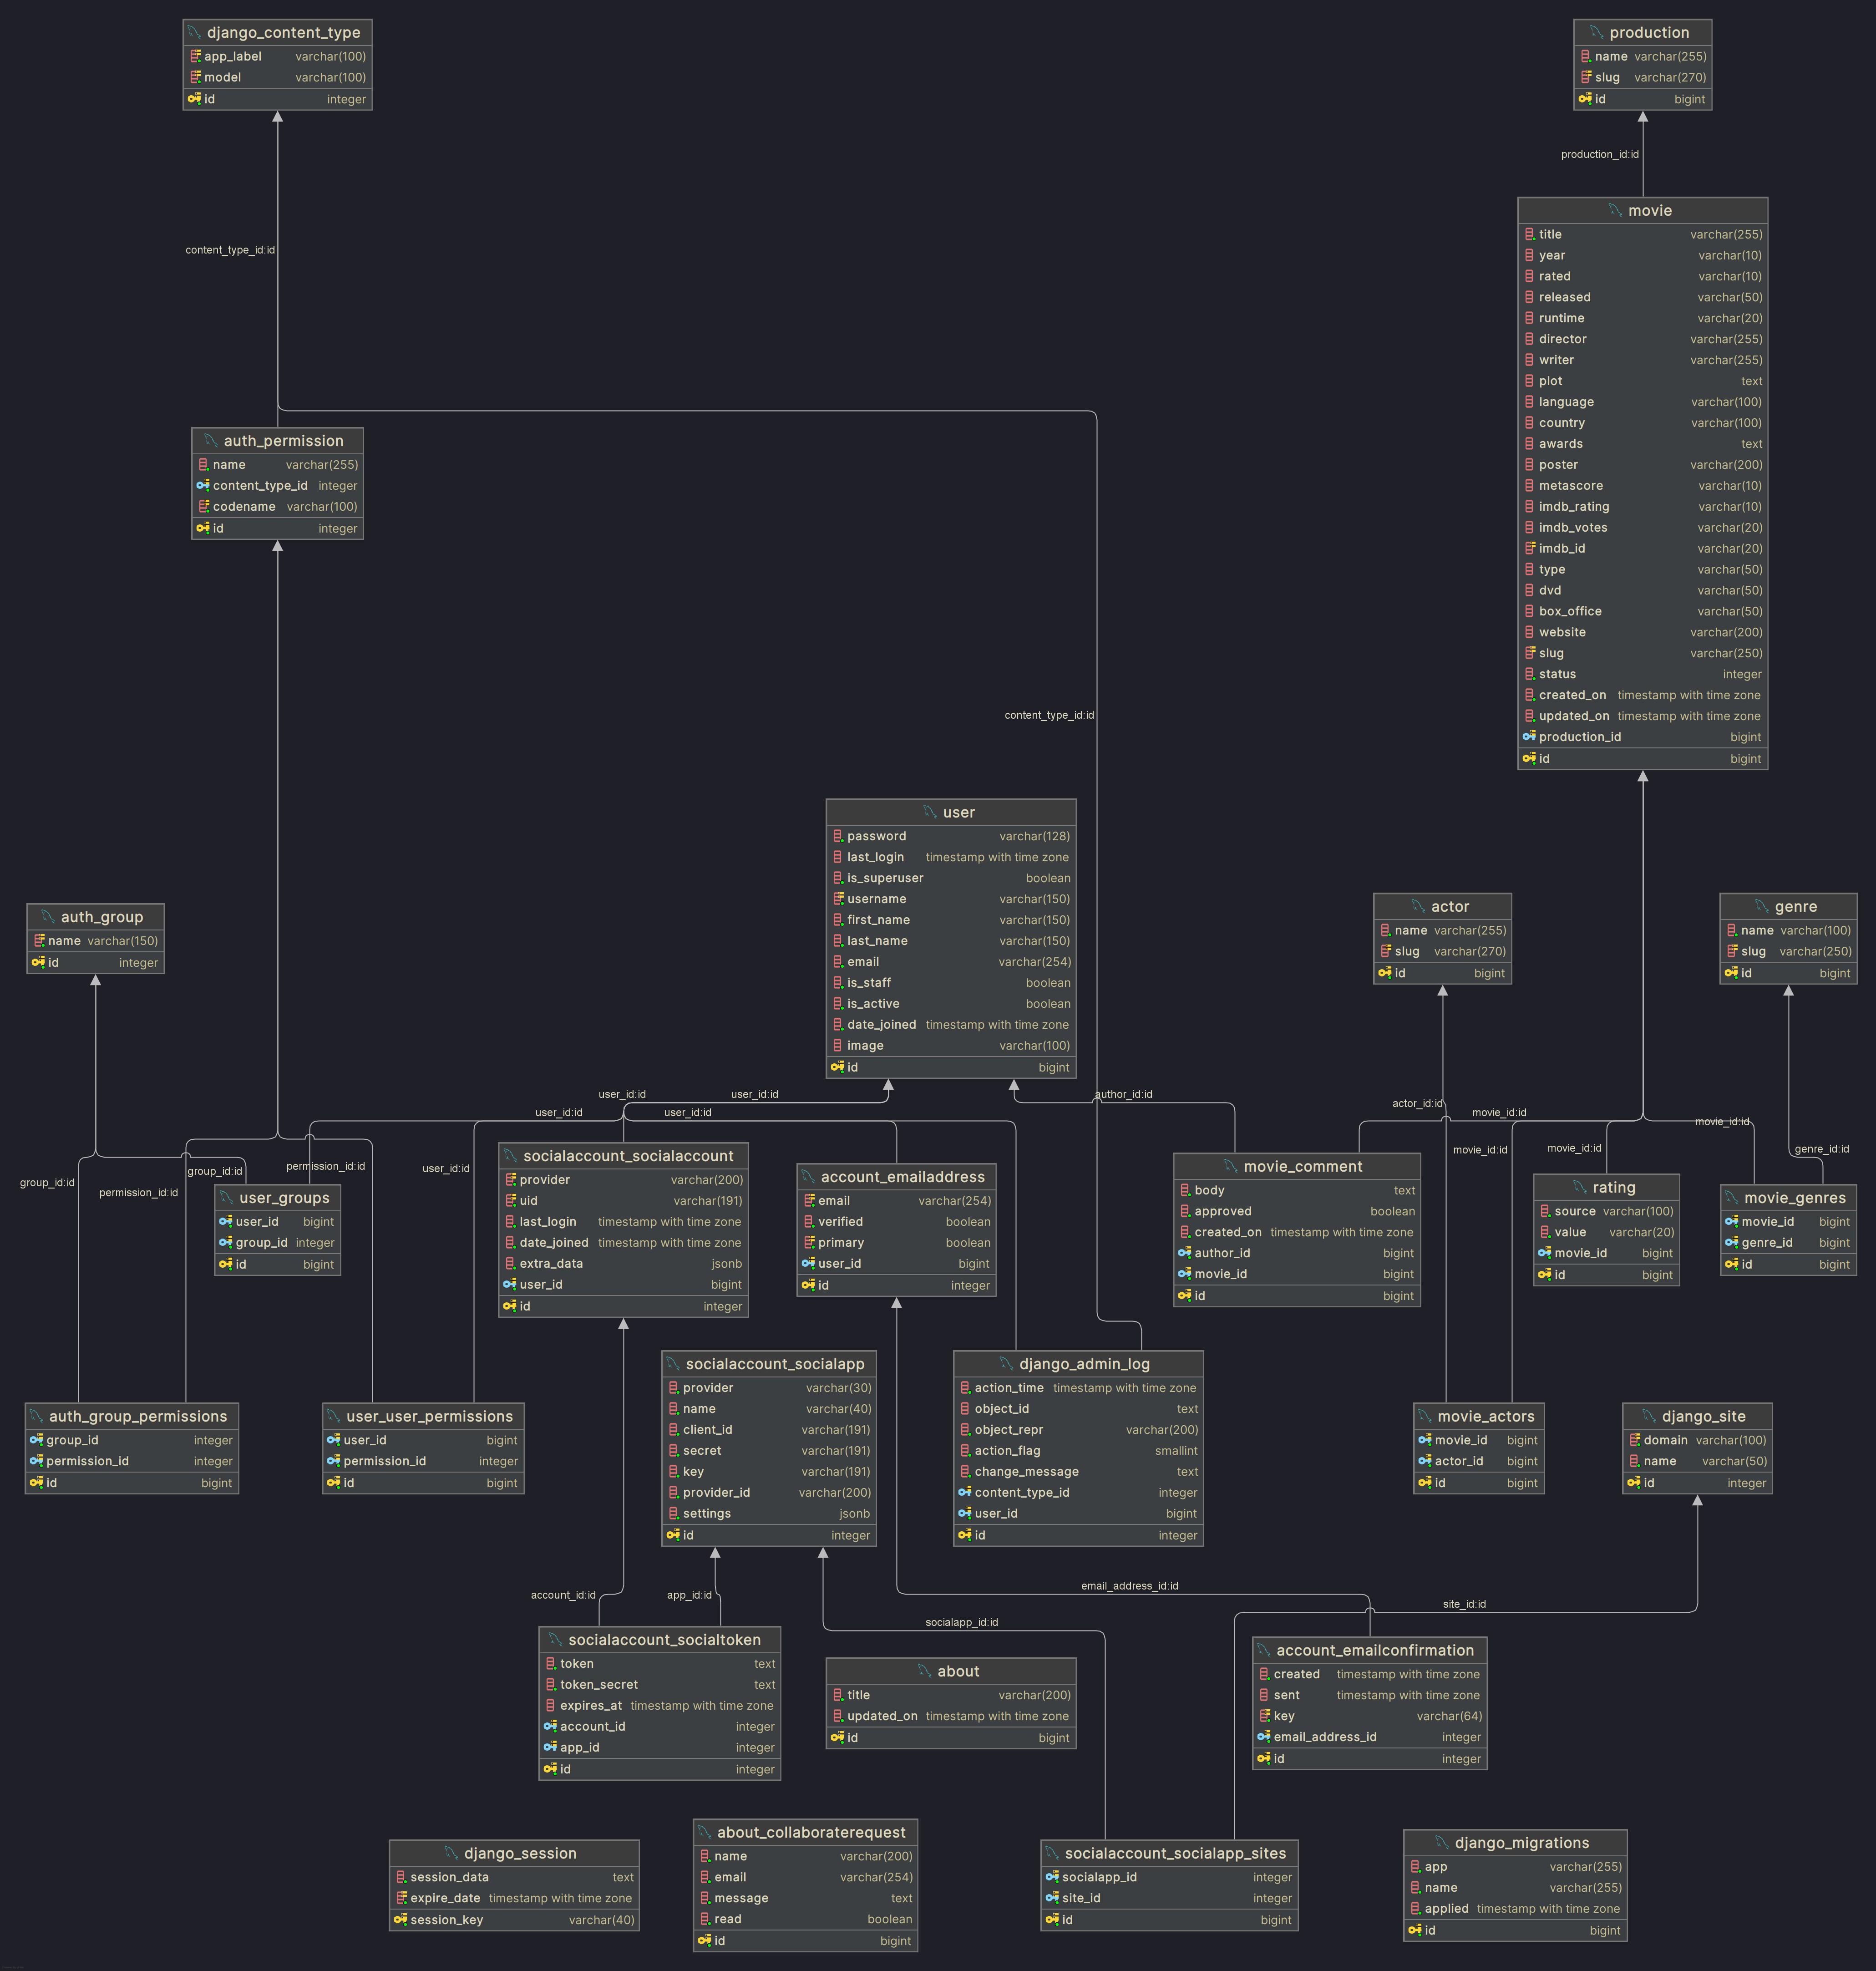 django_content_type
app_label varchar(100)
model varchar(100)
id integer
production
name varchar(255)
slug varchar(270)
id bigint
production_id:id
movie
title varchar(255)
year varchar(10)
rated varchar(10)
released varchar(50)
runtime varchar(20)
director varchar(255)
writer varchar(255)
plot text
language varchar(100)
country varchar(100)
awards text
poster varchar(200)
metascore varchar(10)
imdb_rating varchar(10)
imdb_votes varchar(20)
imdb_id varchar(20)
type varchar(50)
dvd varchar(50)
box_office varchar(50)
website varchar(200)
slug varchar(250)
status integer
created_on timestamp with time zone
updated_on timestamp with time zone
production_id bigint
id bigint
content_type_id:id
auth_permission
name varchar(255)
content_type_id integer
codename varchar(100)
id integer
content_type_id:id
user
password varchar(128)
last_login timestamp with time zone
is_superuser boolean
username varchar(150)
first_name varchar(150)
last_name varchar(150)
email varchar(254)
is_staff boolean
is_active boolean
date_joined timestamp with time zone
image varchar(100)
id bigint
auth_group
name varchar(150)
id integer
actor
name varchar(255)
slug varchar(270)
id bigint
genre
name varchar(100)
slug varchar(250)
id bigint
user_id:id
user_id:id
author_id:id
actor_id:id
user_id:id
user_id:id
movie_id:id
movie_id:id
movie_id:id
movie_id:id
genre_id:id
group_id:id
permission_id:id
group_id:id
permission_id:id
user_id:id
user_groups
user_id bigint
group_id integer
id bigint
socialaccount_socialaccount
provider varchar(200)
uid varchar(191)
last_login timestamp with time zone
date_joined timestamp with time zone
extra_data jsonb
user_id bigint
id integer
account_emailaddress
email varchar(254)
verified boolean
primary boolean
user_id bigint
id integer
movie_comment
body text
approved boolean
created_on timestamp with time zone
author_id bigint
movie_id bigint
id bigint
rating
source varchar(100)
value varchar(20)
movie_id bigint
id bigint
movie_genres
movie_id bigint
genre_id bigint
id bigint
auth_group_permissions
group_id integer
permission_id integer
id bigint
user_user_permissions
user_id bigint
permission_id integer
id bigint
socialaccount_socialapp
provider varchar(30)
name varchar(40)
client_id varchar(191)
secret varchar(191)
key varchar(191)
provider_id varchar(200)
settings jsonb
id integer
django_admin_log
action_time timestamp with time zone
object_id text
object_repr varchar(200)
action_flag smallint
change_message text
content_type_id integer
user_id bigint
id integer
movie_actors
movie_id bigint
actor_id bigint
id bigint
django_site
domain varchar(100)
name varchar(50)
id integer
account_id:id
app_id:id
email_address_id:id
site_id:id
socialapp_id:id
socialaccount_socialtoken
token text
token_secret text
expires_at timestamp with time zone
account_id integer
app_id integer
id integer
about
title varchar(200)
updated_on timestamp with time zone
id bigint
account_emailconfirmation
created timestamp with time zone
sent timestamp with time zone
key varchar(64)
email_address_id integer
id integer
django_session
session_data text
expire_date timestamp with time zone
session_key varchar(40)
about_collaboraterequest
name varchar(200)
email varchar(254)
message text
read boolean
id bigint
socialaccount_socialapp_sites
socialapp_id integer
site_id integer
id bigint
django_migrations
app varchar(255)
name varchar(255)
applied timestamp with time zone
id bigint